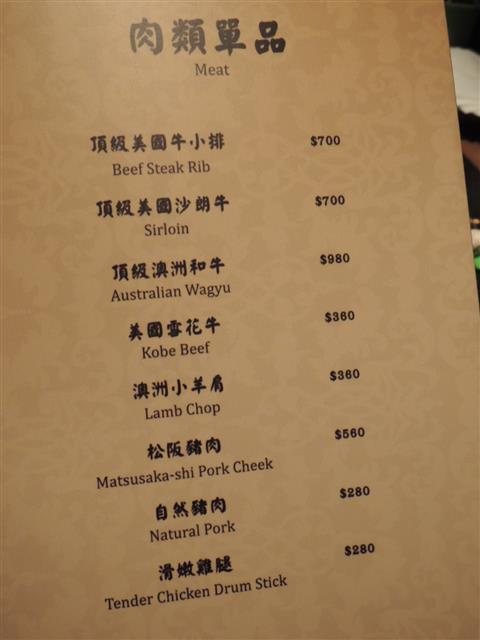 肉類單品
Meat
頂級美國牛小排 $700
Beef Steak Rib
頂級美國沙朗牛 $700
Sirloin
頂級澳洲和牛 $980
Australian Wagyu
美國雪花牛 $360
Kobe Beef
澳洲小羊肩 $360
Lamb Chop
松阪豬肉 $560
Matsusaka-shi Pork Cheek
自然豬肉 $280
Natural Pork
滑嫩雞腿 $280
Tender Chicken Drum Stick